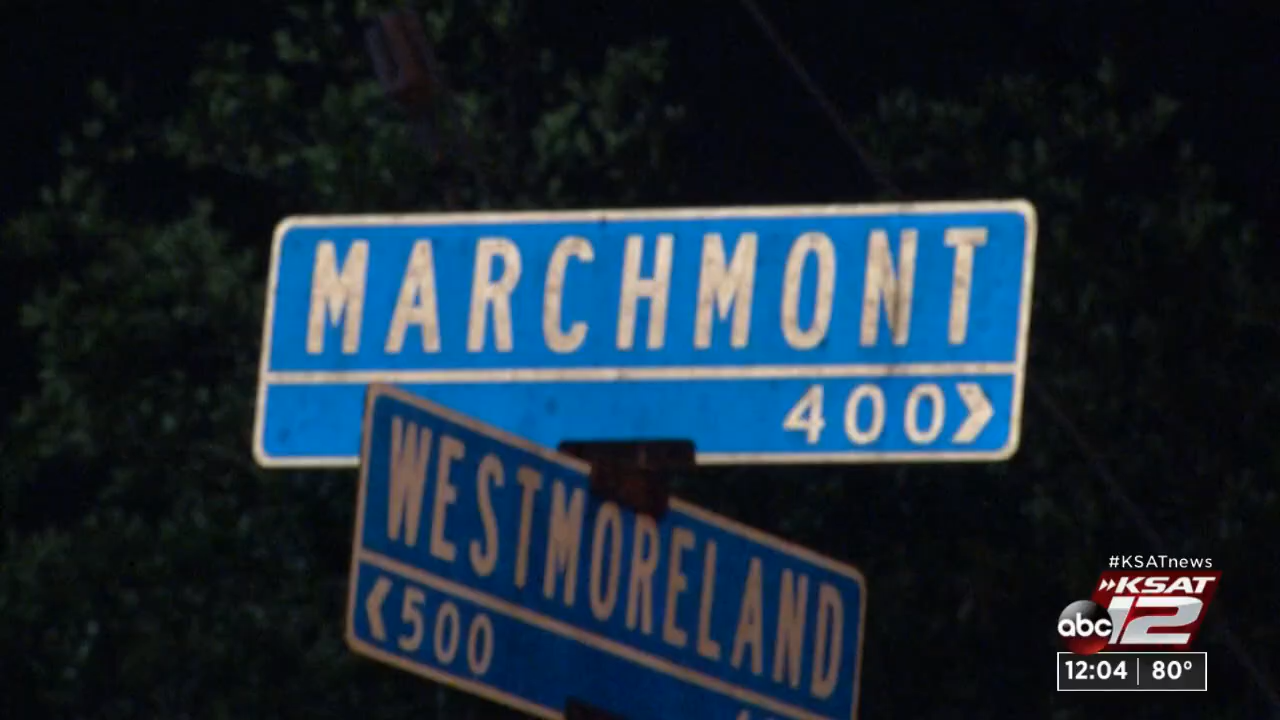 MARCHMONT
400
WESTMORELAND
500
#KSATnews
KSAT
abc 12
12:04 80°